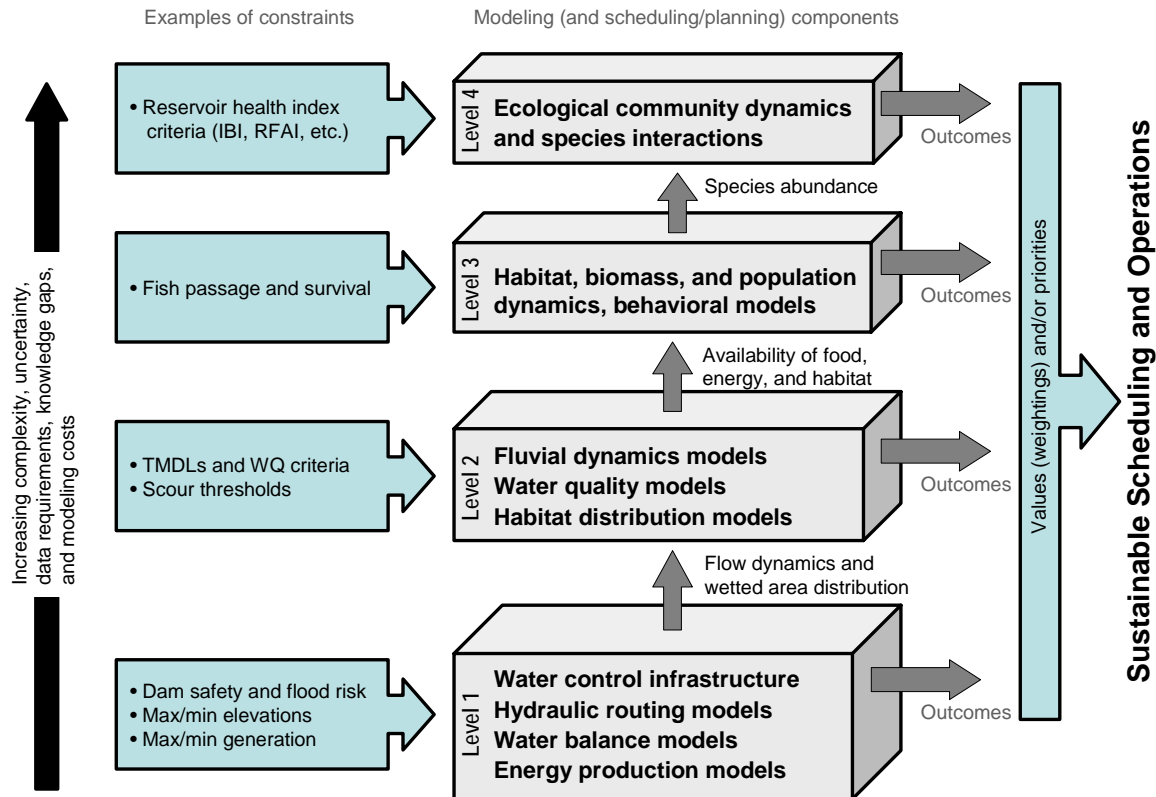 Examples of constraints
Modeling (and scheduling/planning) components
Increasing complexity, uncertainty,
data requirements, knowledge gaps,
and modeling costs
• Reservoir health index
criteria (IBI, RFAI, etc.)
Level 4
Ecological community dynamics
and species interactions
Outcomes
Species abundance
• Fish passage and survival
Level 3
Habitat, biomass, and population
dynamics, behavioral models
Outcomes
Availability of food,
energy, and habitat
• TMDLs and WQ criteria
• Scour thresholds
Level 2
Fluvial dynamics models
Water quality models
Habitat distribution models
Outcomes
Flow dynamics and
wetted area distribution
• Dam safety and flood risk
• Max/min elevations
• Max/min generation
Level 1
Water control infrastructure
Hydraulic routing models
Water balance models
Energy production models
Outcomes
Values (weightings) and/or priorities
Sustainable Scheduling and Operations